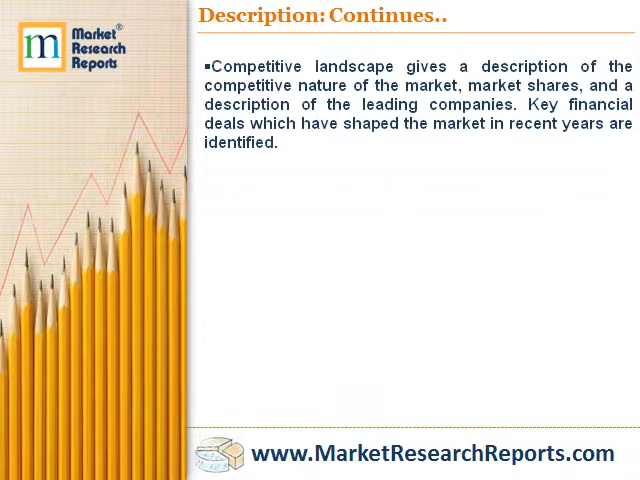 Description: Continues..
m
Market®
Research
Reports
▪Competitive landscape gives a description of the
competitive nature of the market, market shares, and a
description of the leading companies. Key financial
deals which have shaped the market in recent years are
identified.
www.MarketResearchReports.com